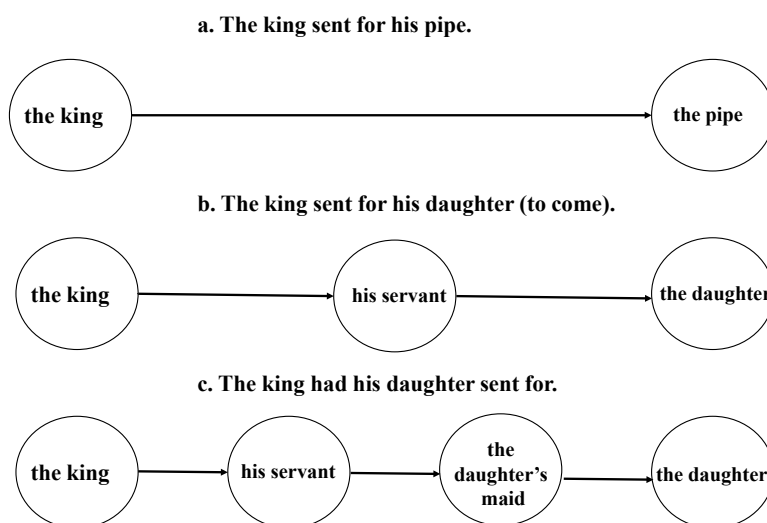 a. The king sent for his pipe.
the king
the pipe
b. The king sent for his daughter (to come).
the king
his servant
the daughter
c. The king had his daughter sent for.
the king
his servant
the
daughter’s
maid
the daughter